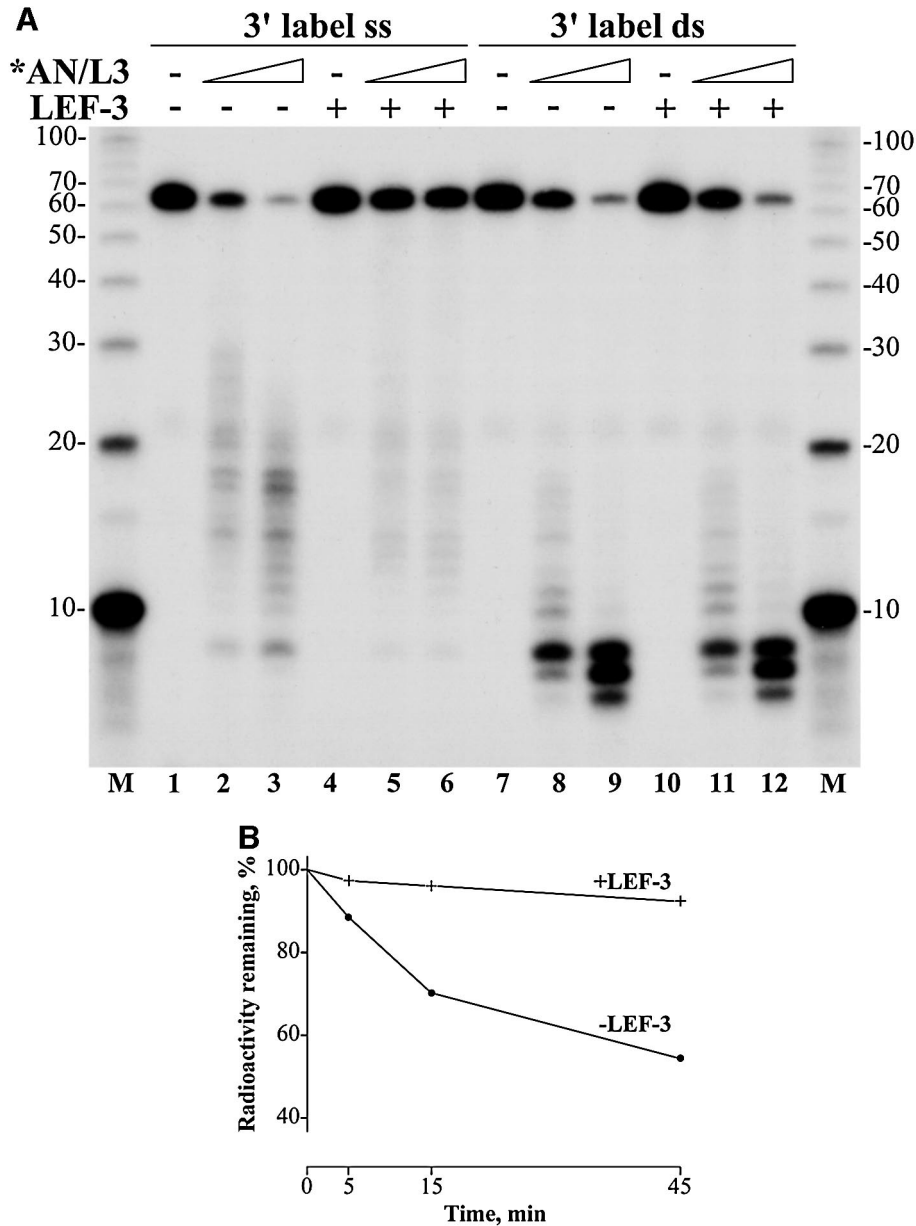 A
3' label ss 3' label ds
*AN/L3 - - - -
LEF-3 - - - + + + - - - + + +
100- -100
70- -70
60- -60
50- -50
40- -40
30- -30
20- -20
10- -10
M 1 2 3 4 5 6 7 8 9 10 11 12 M
B
Radioactivity remaining, %
100
80
60
40
+LEF-3
-LEF-3
0 5 15 45
Time, min